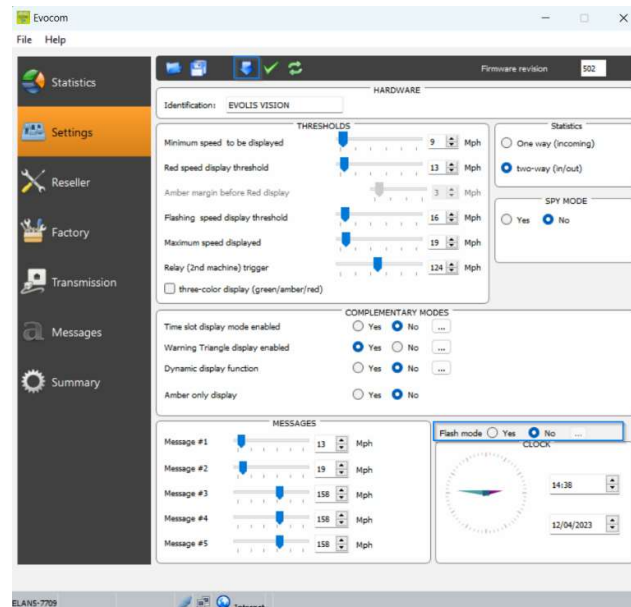 Evocom
File Help
Statistics
Settings
Reseller
Factory
Transmission
Messages
Summary
Firmware revision 502
HARDWARE
Identification: EVOLIS VISION
THRESHOLDS
Minimum speed to be displayed 9 Mph
Red speed display threshold 13 Mph
Amber margin before Red display 3 Mph
Flashing speed display threshold 16 Mph
Maximum speed displayed 19 Mph
Relay (2nd machine) trigger 124 Mph
three-color display (green/amber/red)
Statistics
One way (incoming)
two-way (in/out)
SPY MODE
Yes No
COMPLEMENTARY MODES
Time slot display mode enabled Yes No ...
Warning Triangle display enabled Yes No ...
Dynamic display function Yes No ...
Amber only display Yes No
MESSAGES
Message #1 13 Mph
Message #2 19 Mph
Message #3 158 Mph
Message #4 158 Mph
Message #5 158 Mph
Flash mode Yes No ...
CLOCK
14:38
12/04/2023
ELANS-7709
Internet